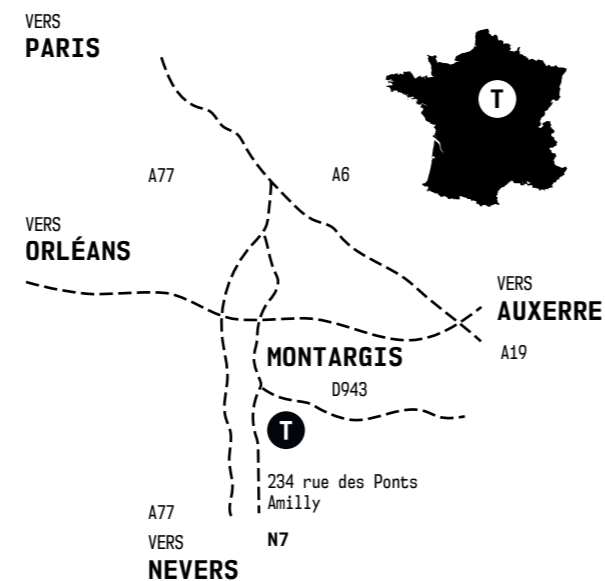 VERS
PARIS
T
A77
A6
VERS
ORLÉANS
VERS
AUXERRE
MONTARGIS
A19
D943
T
234 rue des Ponts
Amilly
A77
N7
VERS
NEVERS